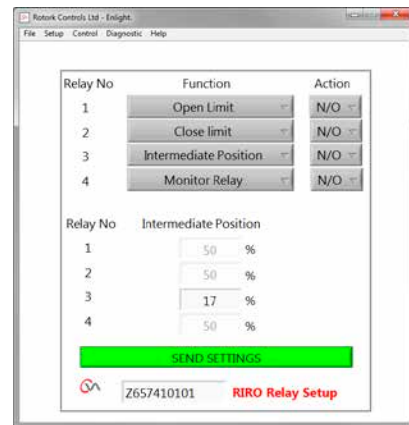 Rotork Controls Ltd - Enlight.
File Setup Control Diagnostic Help
Relay No Function Action
1 Open Limit N/O
2 Close limit N/O
3 Intermediate Position N/O
4 Monitor Relay N/O
Relay No Intermediate Position
1 50 %
2 50 %
3 17 %
4 50 %
SEND SETTINGS
Z657410101 RIRO Relay Setup